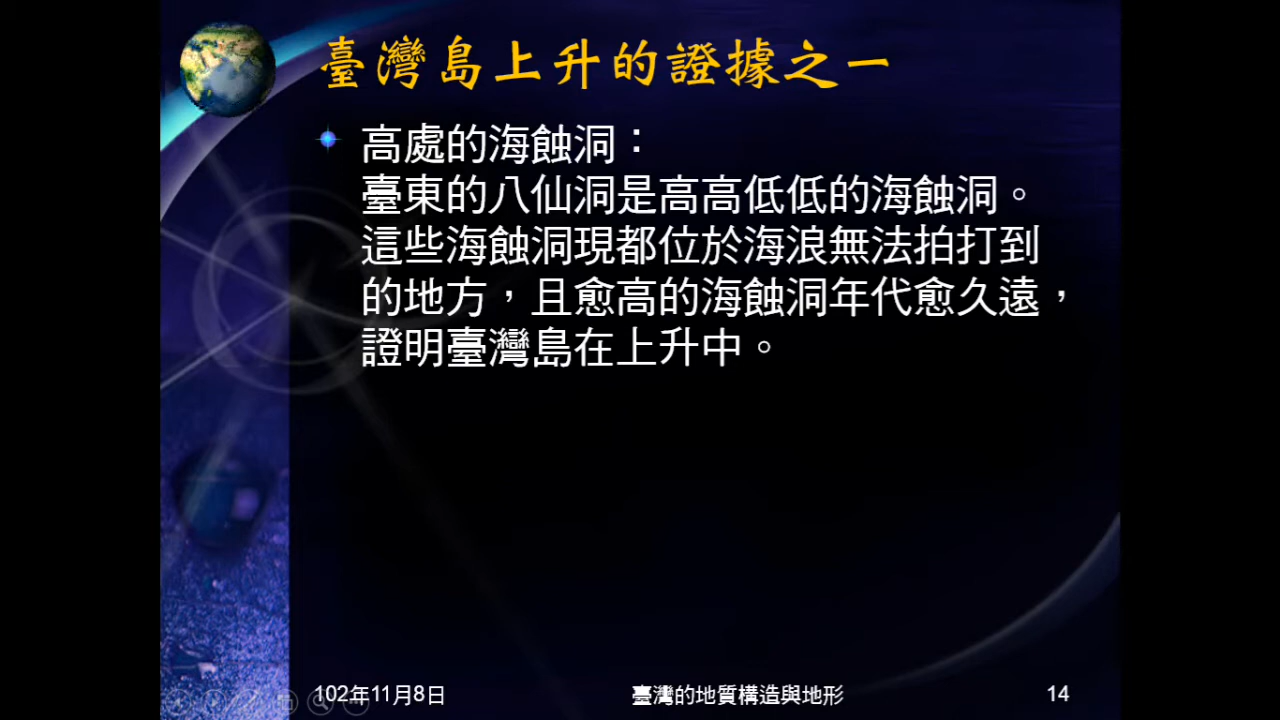 臺灣島上升的證據之一
高處的海蝕洞：
臺東的八仙洞是高高低低的海蝕洞。
這些海蝕洞現都位於海浪無法拍打到
的地方，且愈高的海蝕洞年代愈久遠，
證明臺灣島在上升中。
102年11月8日
臺灣的地質構造與地形
14